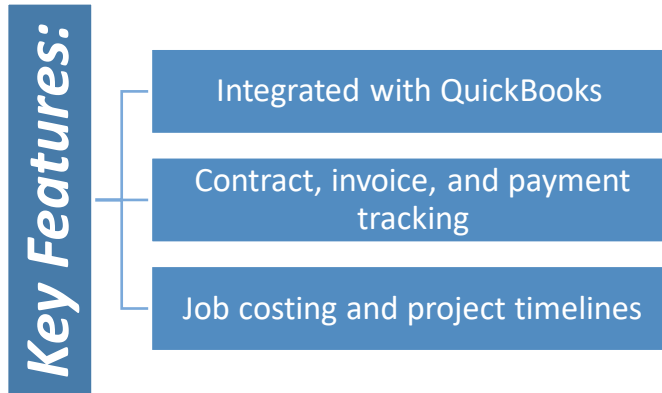 Key Features:
Integrated with QuickBooks
Contract, invoice, and payment
tracking
Job costing and project timelines